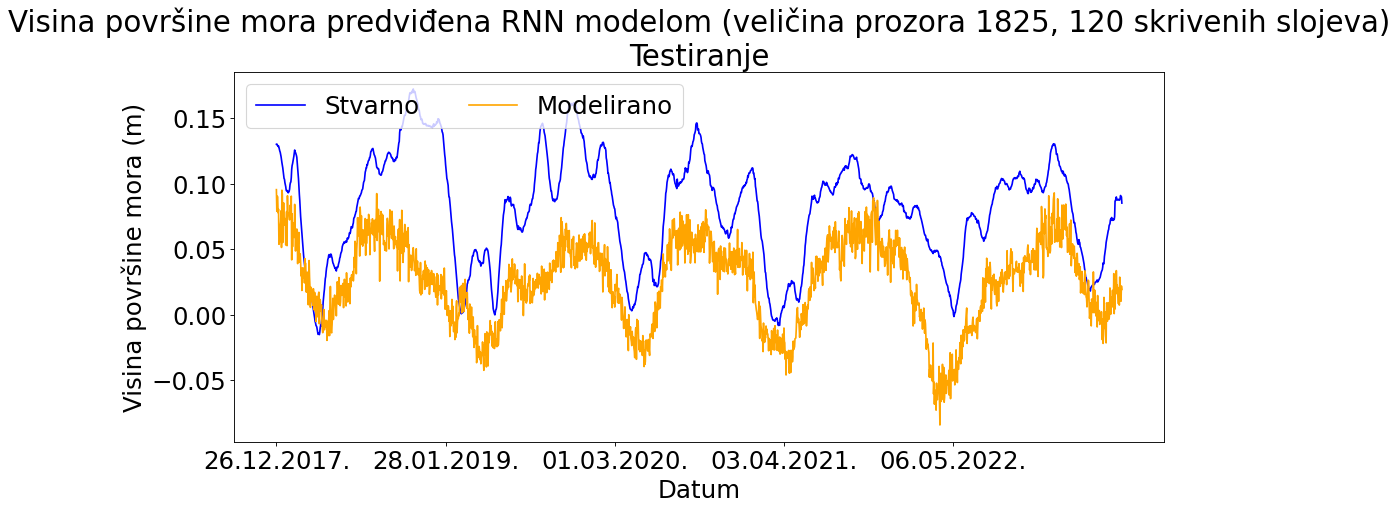 Visina površine mora predviđena RNN modelom (veličina prozora 1825, 120 skrivenih slojeva)
Testiranje
Stvarno Modelirano
Visina površine mora (m)
0.15
0.10
0.05
0.00
−0.05
26.12.2017. 28.01.2019. 01.03.2020. 03.04.2021. 06.05.2022.
Datum